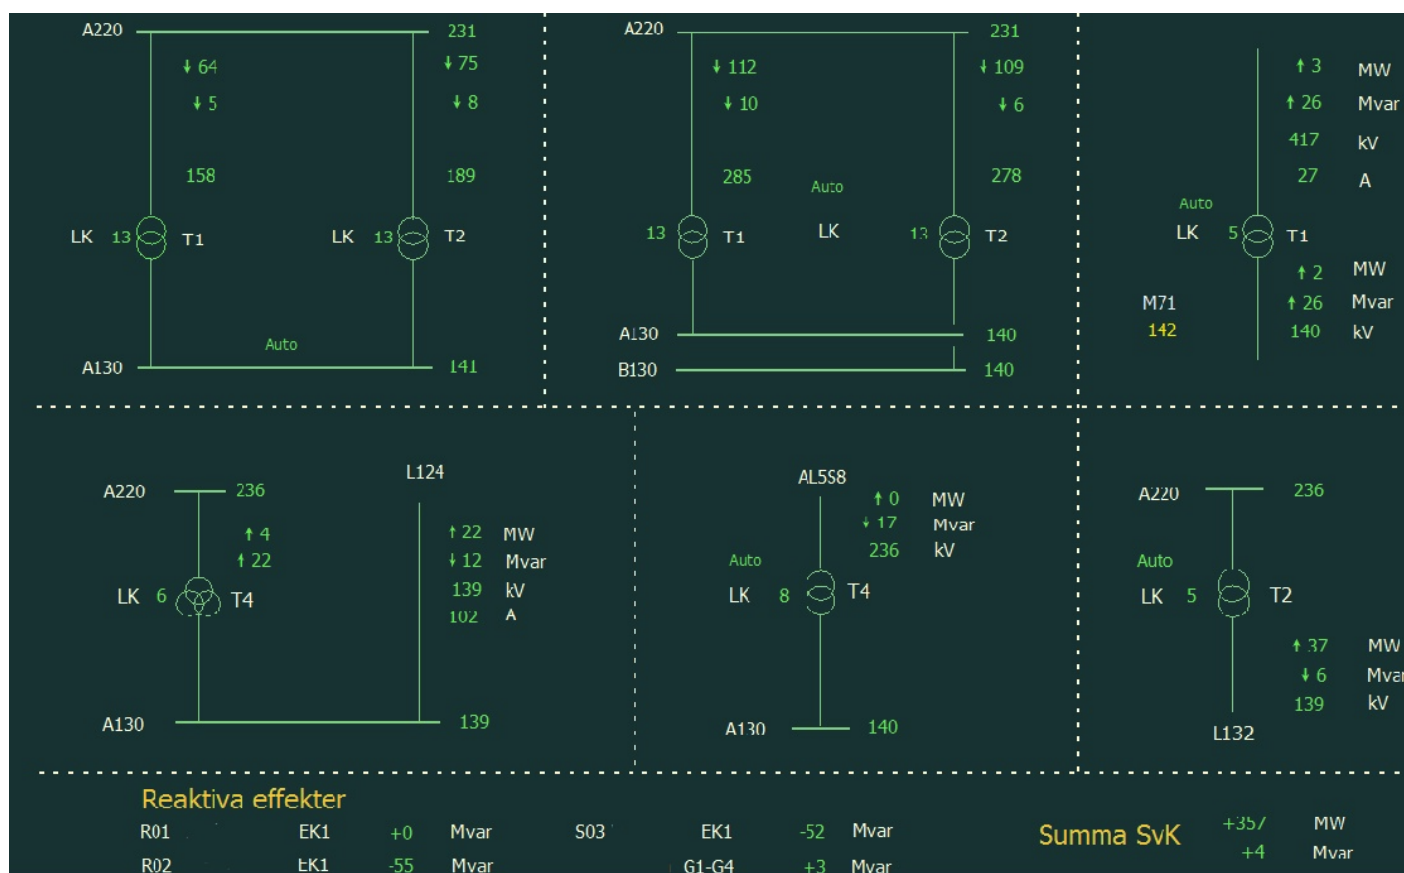 A220 231
↓ 64 ↓ 75
↓ 5 ↓ 8
158 189
LK 13 T1 LK 13 T2
Auto
A130 141
A220 231
↓ 112 ↓ 109
↓ 10 ↓ 6
285 Auto 278
13 T1 LK 13 T2
A130 140
B130 140
↑ 3 MW
↑ 26 Mvar
417 kV
27 A
Auto
LK 5 T1
↑ 2 MW
M71 ↑ 26 Mvar
142 140 kV
L124
A220 236
↑ 4 ↑ 22 MW
↑ 22 ↓ 12 Mvar
LK 6 T4 139 kV
102 A
A130 139
AL5S8
↑ 0 MW
↓ 17 Mvar
236 kV
Auto
LK 8 T4
A130 140
A220 236
Auto
LK 5 T2
↑ 37 MW
↓ 6 Mvar
139 kV
L132
Reaktiva effekter
R01 EK1 +0 Mvar S03 EK1 -52 Mvar Summa SvK +357 MW
+4 Mvar
R02 EK1 -55 Mvar G1-G4 +3 Mvar